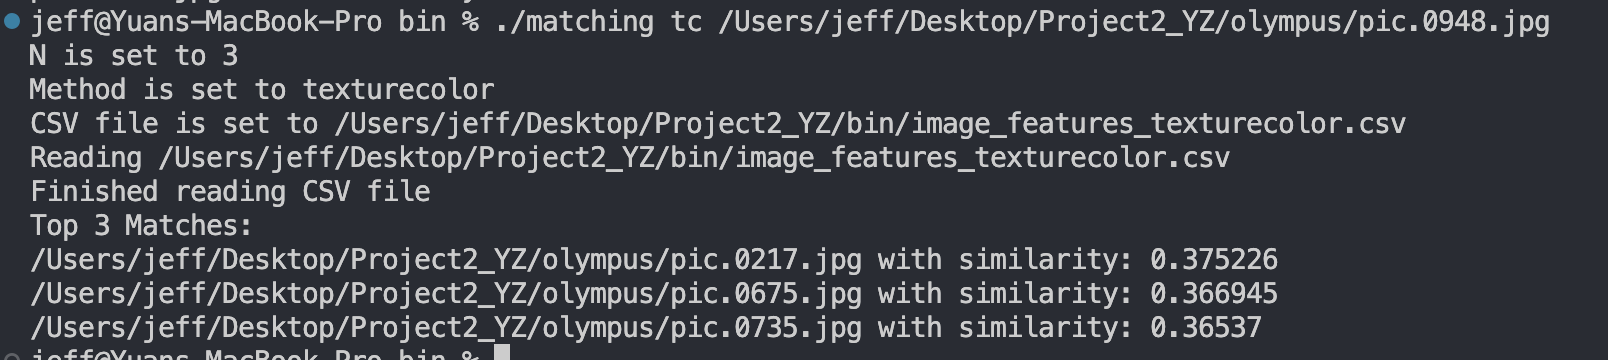 jeff@Yuans-MacBook-Pro bin % ./matching tc /Users/jeff/Desktop/Project2_YZ/olympus/pic.0948.jpg
N is set to 3
Method is set to texturecolor
CSV file is set to /Users/jeff/Desktop/Project2_YZ/bin/image_features_texturecolor.csv
Reading /Users/jeff/Desktop/Project2_YZ/bin/image_features_texturecolor.csv
Finished reading CSV file
Top 3 Matches:
/Users/jeff/Desktop/Project2_YZ/olympus/pic.0217.jpg with similarity: 0.375226
/Users/jeff/Desktop/Project2_YZ/olympus/pic.0675.jpg with similarity: 0.366945
/Users/jeff/Desktop/Project2_YZ/olympus/pic.0735.jpg with similarity: 0.36537
jeff@Yuans-MacBook-Pro bin %